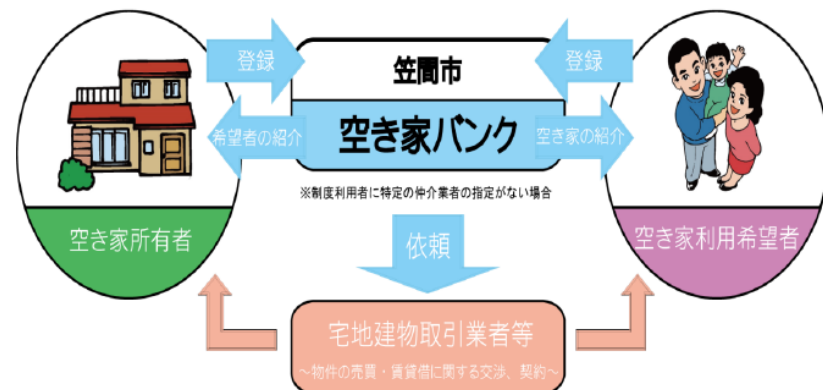 登録
笠間市
登録
希望者の紹介
空き家バンク
空き家の紹介
※制度利用者に特定の仲介業者の指定がない場合
空き家所有者
依頼
空き家利用希望者
宅地建物取引業者等
～物件の売買・賃貸借に関する交渉、契約～